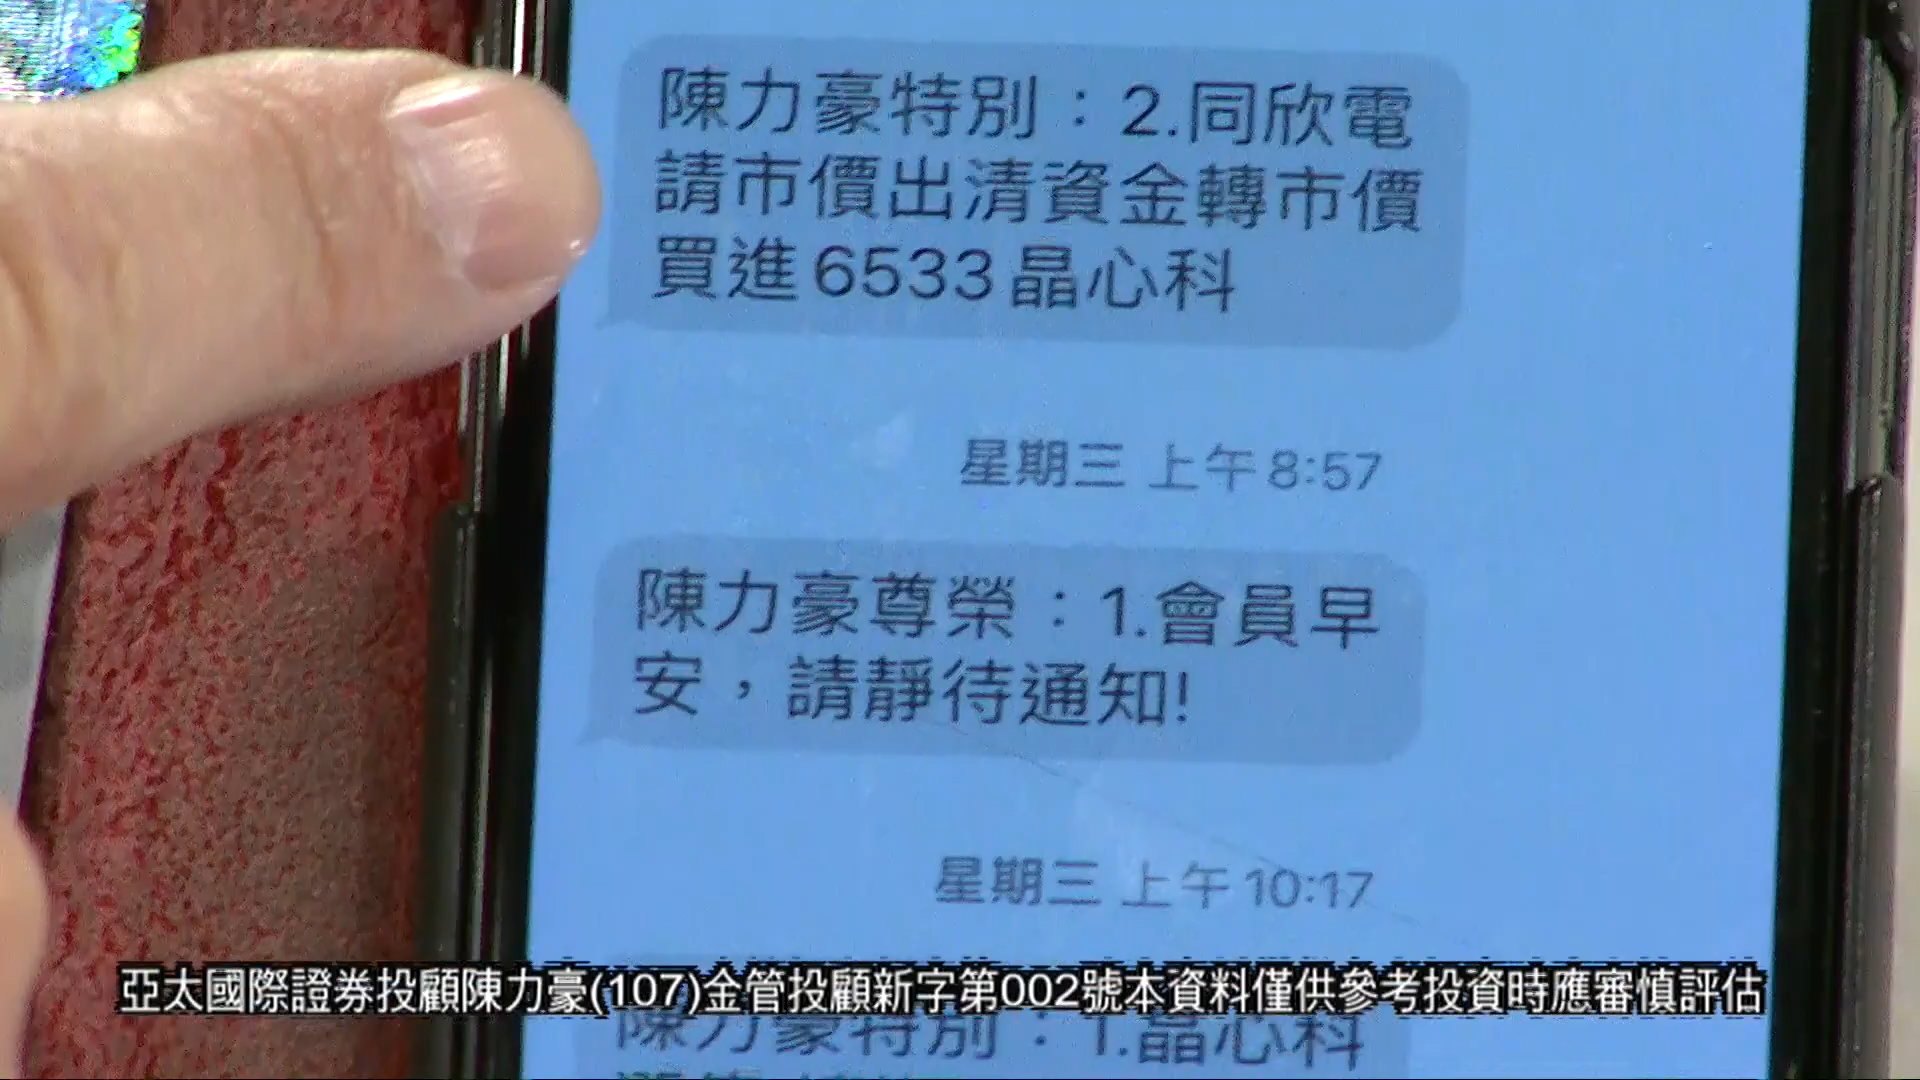 陳力豪特別：2.同欣電
請市價出清資金轉市價
買進6533晶心科
星期三 上午8:57
陳力豪尊榮：1.會員早
安，請靜待通知!
星期三 上午10:17
亞太國際證券投顧陳力豪(107)金管投顧新字第002號本資料僅供參考投資時應審慎評估
陳力豪特別：1.晶心科